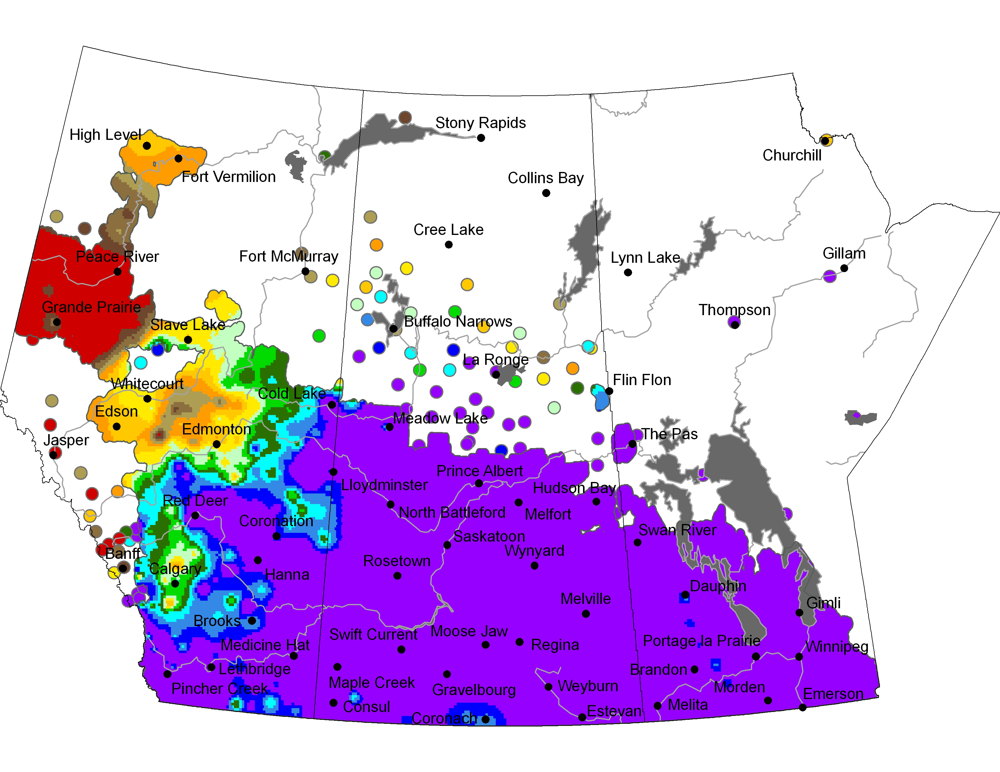 Stony Rapids
High Level
Churchill
Fort Vermilion
Collins Bay
Cree Lake
Peace River
Fort McMurray
Lynn Lake
Gillam
Grande Prairie
Thompson
Slave Lake
Buffalo Narrows
La Ronge
Whitecourt
Flin Flon
Cold Lake
Edson
Meadow Lake
Edmonton
The Pas
Jasper
Prince Albert
Lloydminster
Hudson Bay
Red Deer
North Battleford
Melfort
Coronation
Swan River
Saskatoon
Wynyard
Banff
Rosetown
Calgary
Hanna
Dauphin
Melville
Gimli
Brooks
Swift Current
Moose Jaw
Portage la Prairie
Medicine Hat
Regina
Winnipeg
Lethbridge
Brandon
Maple Creek
Weyburn
Pincher Creek
Gravelbourg
Morden
Emerson
Consul
Melita
Estevan
Coronach